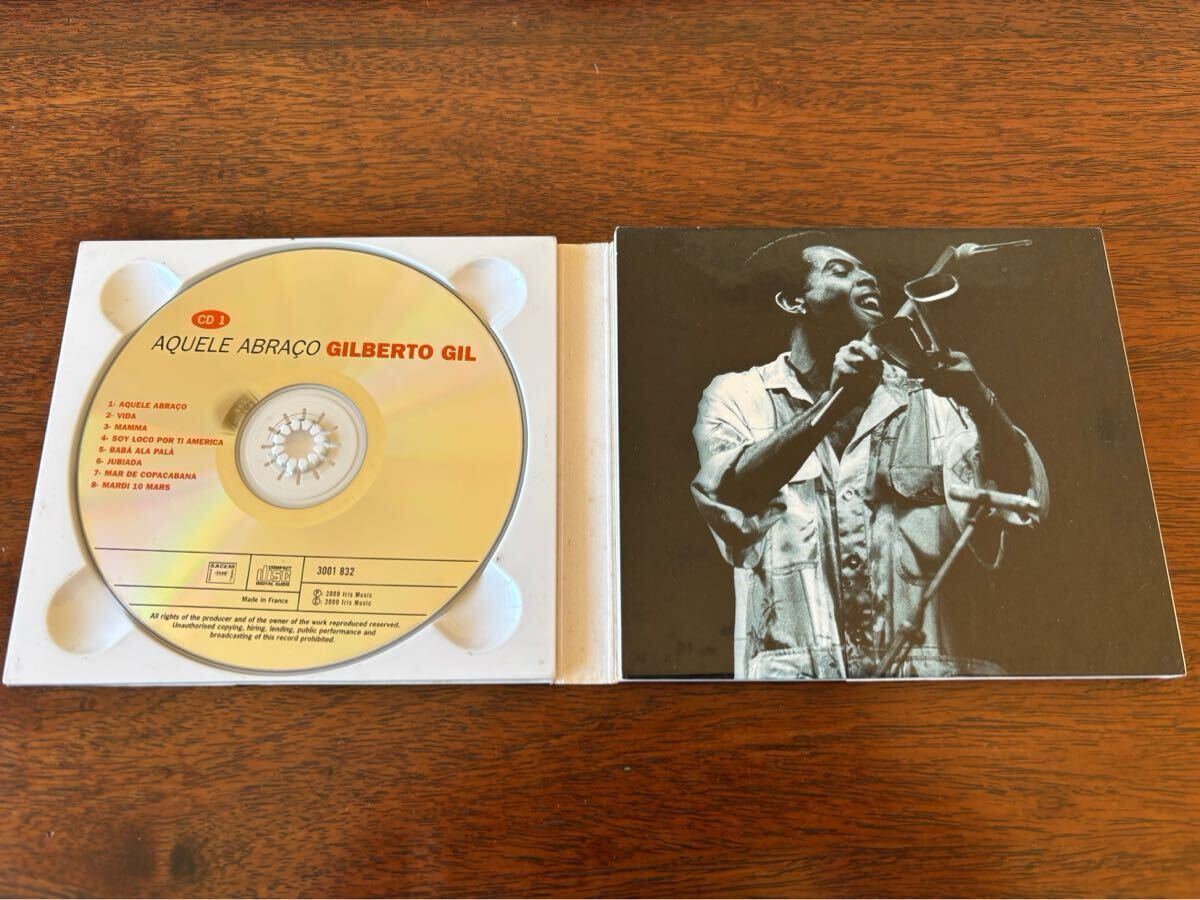 CD 1
AQUELE ABRAÇO GILBERTO GIL
1- AQUELE ABRAÇO
2- VIDA
3- MAMMA
4- SOY LOCO POR TI AMERICA
5- BABÀ ALA PALÀ
6- JUBIADA
7- MAR DE COPACABANA
8- MARDI 10 MARS
SACEM
COMPACT
disc
DIGITAL AUDIO
3001 832
Made in France
Ⓟ: 2000 Iris Music
Ⓒ: 2000 Iris Music
All rights of the producer and of the owner of the work reproduced reserved.
Unauthorised copying, hiring, lending, public performance and
broadcasting of this record prohibited.